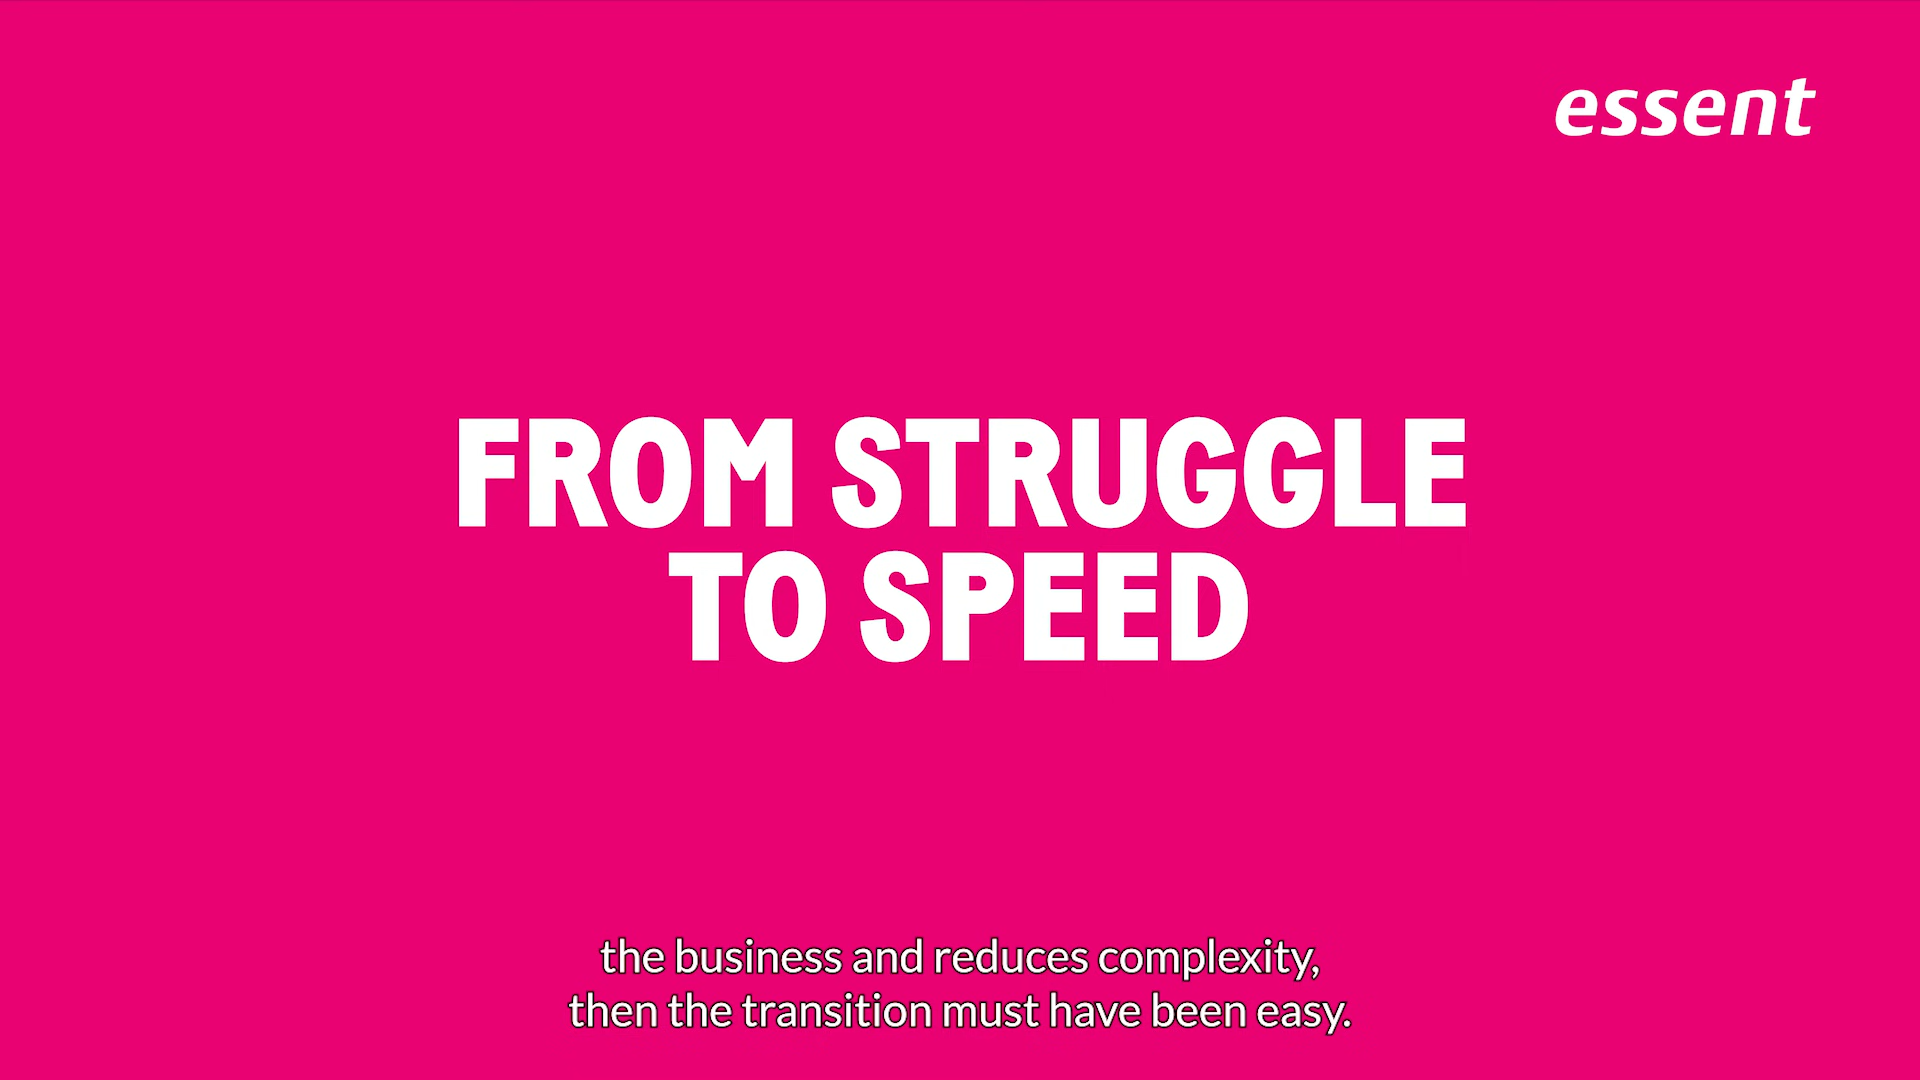 essent
FROM STRUGGLE
TO SPEED
the business and reduces complexity,
then the transition must have been easy.